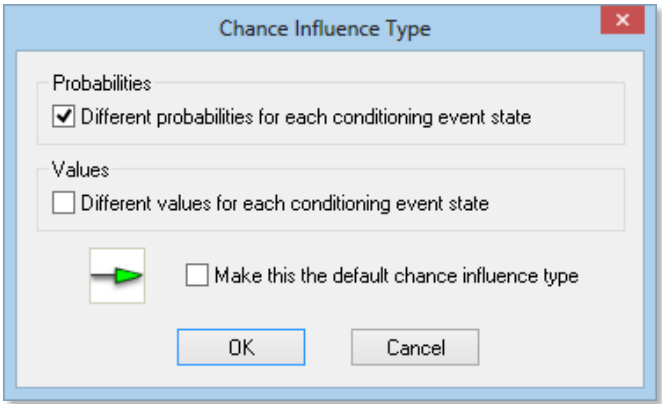 Chance Influence Type
Probabilities
Different probabilities for each conditioning event state
Values
Different values for each conditioning event state
Make this the default chance influence type
OK
Cancel